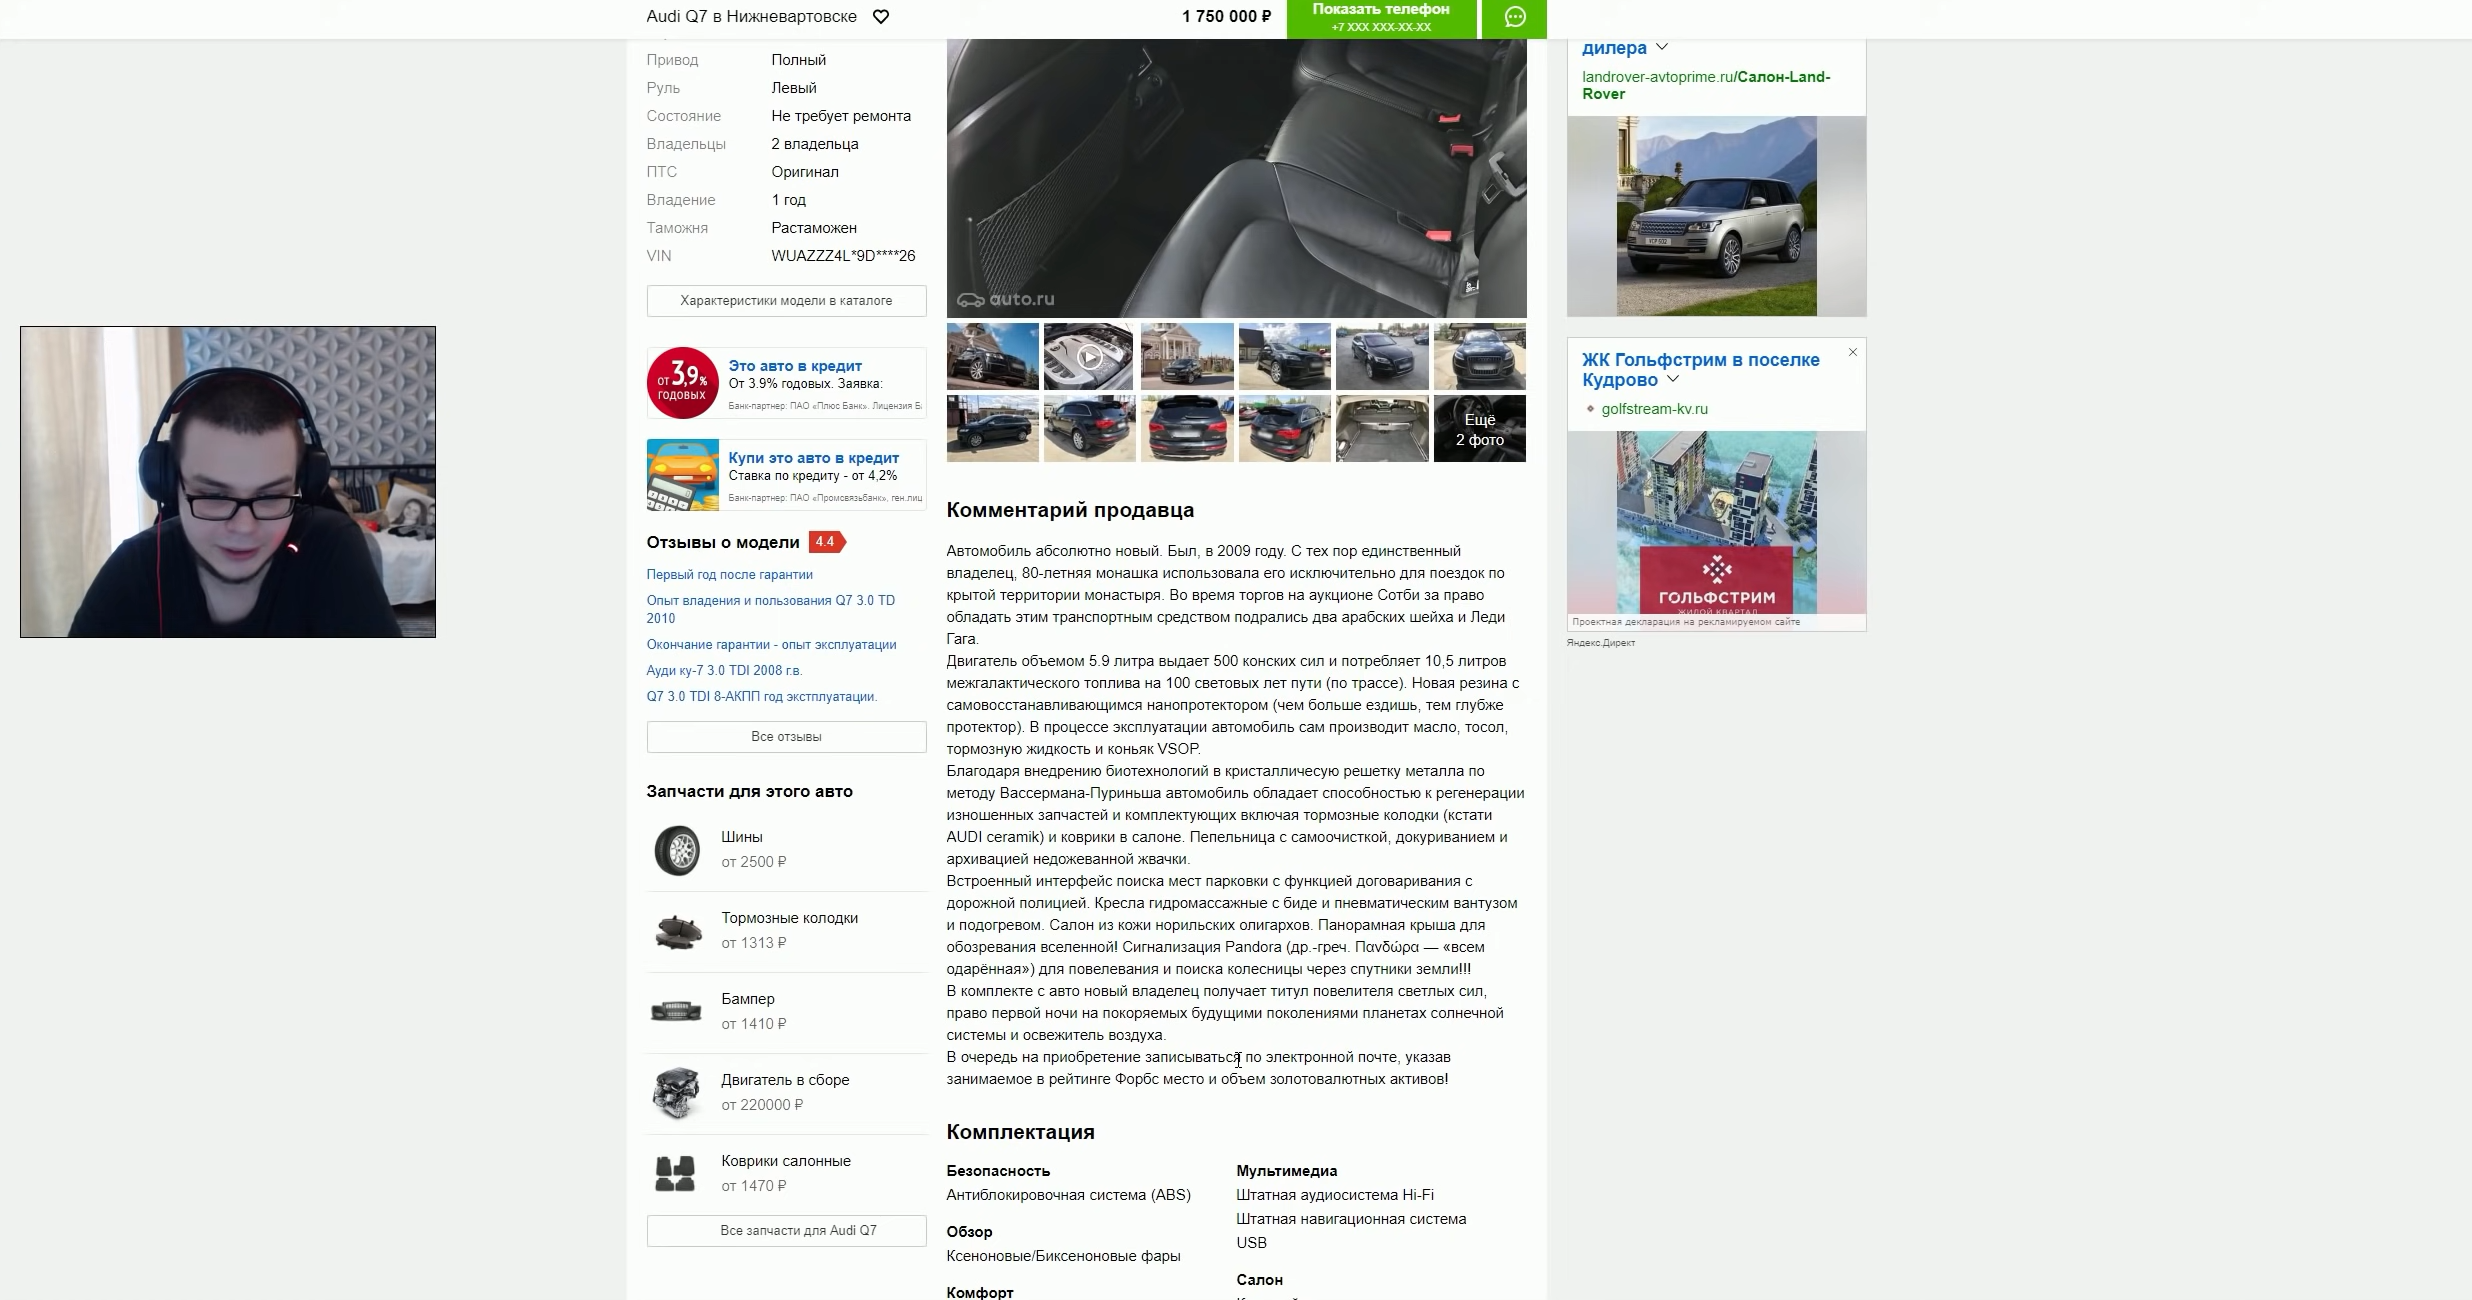 Audi Q7 в Нижневартовске
1 750 000 ₽
Показать телефон
+7 XXX XXX-XX-XX
Привод Полный
Руль Левый
Состояние Не требует ремонта
Владельцы 2 владельца
ПТС Оригинал
Владение 1 год
Таможня Растаможен
VIN WUAZZZ4L*9D****26
Характеристики модели в каталоге
от 3,9%
годовых
Это авто в кредит
От 3.9% годовых. Заявка:
Банк-партнер: ПАО «Плюс Банк». Лицензия
Купи это авто в кредит
Ставка по кредиту - от 4,2%
Банк-партнер: ПАО «Промсвязьбанк», ген.лиц
Отзывы о модели 4.4
Первый год после гарантии
Опыт владения и пользования Q7 3.0 TD
2010
Окончание гарантии - опыт эксплуатации
Ауди ку-7 3.0 TDI 2008 г.в.
Q7 3.0 TDI 8-АКПП год экстплуатации.
Все отзывы
Запчасти для этого авто
Шины
от 2500 ₽
Тормозные колодки
от 1313 ₽
Бампер
от 1410 ₽
Двигатель в сборе
от 220000 ₽
Коврики салонные
от 1470 ₽
Все запчасти для Audi Q7
auto.ru
Ещё
2 фото
Комментарий продавца
Автомобиль абсолютно новый. Был, в 2009 году. С тех пор единственный
владелец, 80-летняя монашка использовала его исключительно для поездок по
крытой территории монастыря. Во время торгов на аукционе Сотби за право
обладать этим транспортным средством подрались два арабских шейха и Леди
Гага.
Двигатель объемом 5.9 литра выдает 500 конских сил и потребляет 10,5 литров
межгалактического топлива на 100 световых лет пути (по трассе). Новая резина с
самовосстанавливающимся нанопротектором (чем больше ездишь, тем глубже
протектор). В процессе эксплуатации автомобиль сам производит масло, тосол,
тормозную жидкость и коньяк VSOP.
Благодаря внедрению биотехнологий в кристалличесую решетку металла по
методу Вассермана-Пуриньша автомобиль обладает способностью к регенерации
изношенных запчастей и комплектующих включая тормозные колодки (кстати
AUDI ceramik) и коврики в салоне. Пепельница с самоочисткой, докуриванием и
архивацией недожеванной жвачки.
Встроенный интерфейс поиска мест парковки с функцией договаривания с
дорожной полицией. Кресла гидромассажные с биде и пневматическим вантузом
и подогревом. Салон из кожи норильских олигархов. Панорамная крыша для
обозревания вселенной! Сигнализация Pandora (др.-греч. Πανδώρα — «всем
одарённая») для повелевания и поиска колесницы через спутники земли!!!
В комплекте с авто новый владелец получает титул повелителя светлых сил,
право первой ночи на покоряемых будущими поколениями планетах солнечной
системы и освежитель воздуха.
В очередь на приобретение записываться по электронной почте, указав
занимаемое в рейтинге Форбс место и объем золотовалютных активов!
Комплектация
Безопасность
Антиблокировочная система (ABS)
Обзор
Ксеноновые/Биксеноновые фары
Комфорт
Мультимедиа
Штатная аудиосистема Hi-Fi
Штатная навигационная система
USB
Салон
дилера
landrover-avtoprime.ru/Салон-Land-
Rover
ЖК Гольфстрим в поселке
Кудрово
golfstream-kv.ru
ГОЛЬФСТРИМ
ЖИЛОЙ КВАРТАЛ
Проектная декларация на рекламируемом сайте
Яндекс.Директ